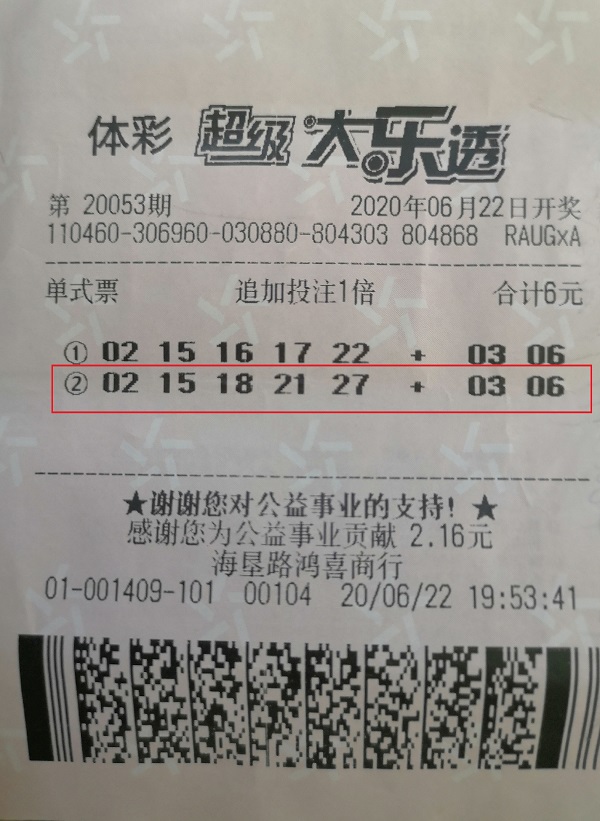 体彩 超级大乐透
第 20053期 2020年06月22日开奖
110460-306960-030880-804303 804868 RAUGxA
单式票 追加投注1倍 合计6元
① 02 15 16 17 22 + 03 06
② 02 15 18 21 27 + 03 06
★谢谢您对公益事业的支持! ★
感谢您为公益事业贡献 2.16元
海垦路鸿喜商行
01-001409-101 00104 20/06/22 19:53:41